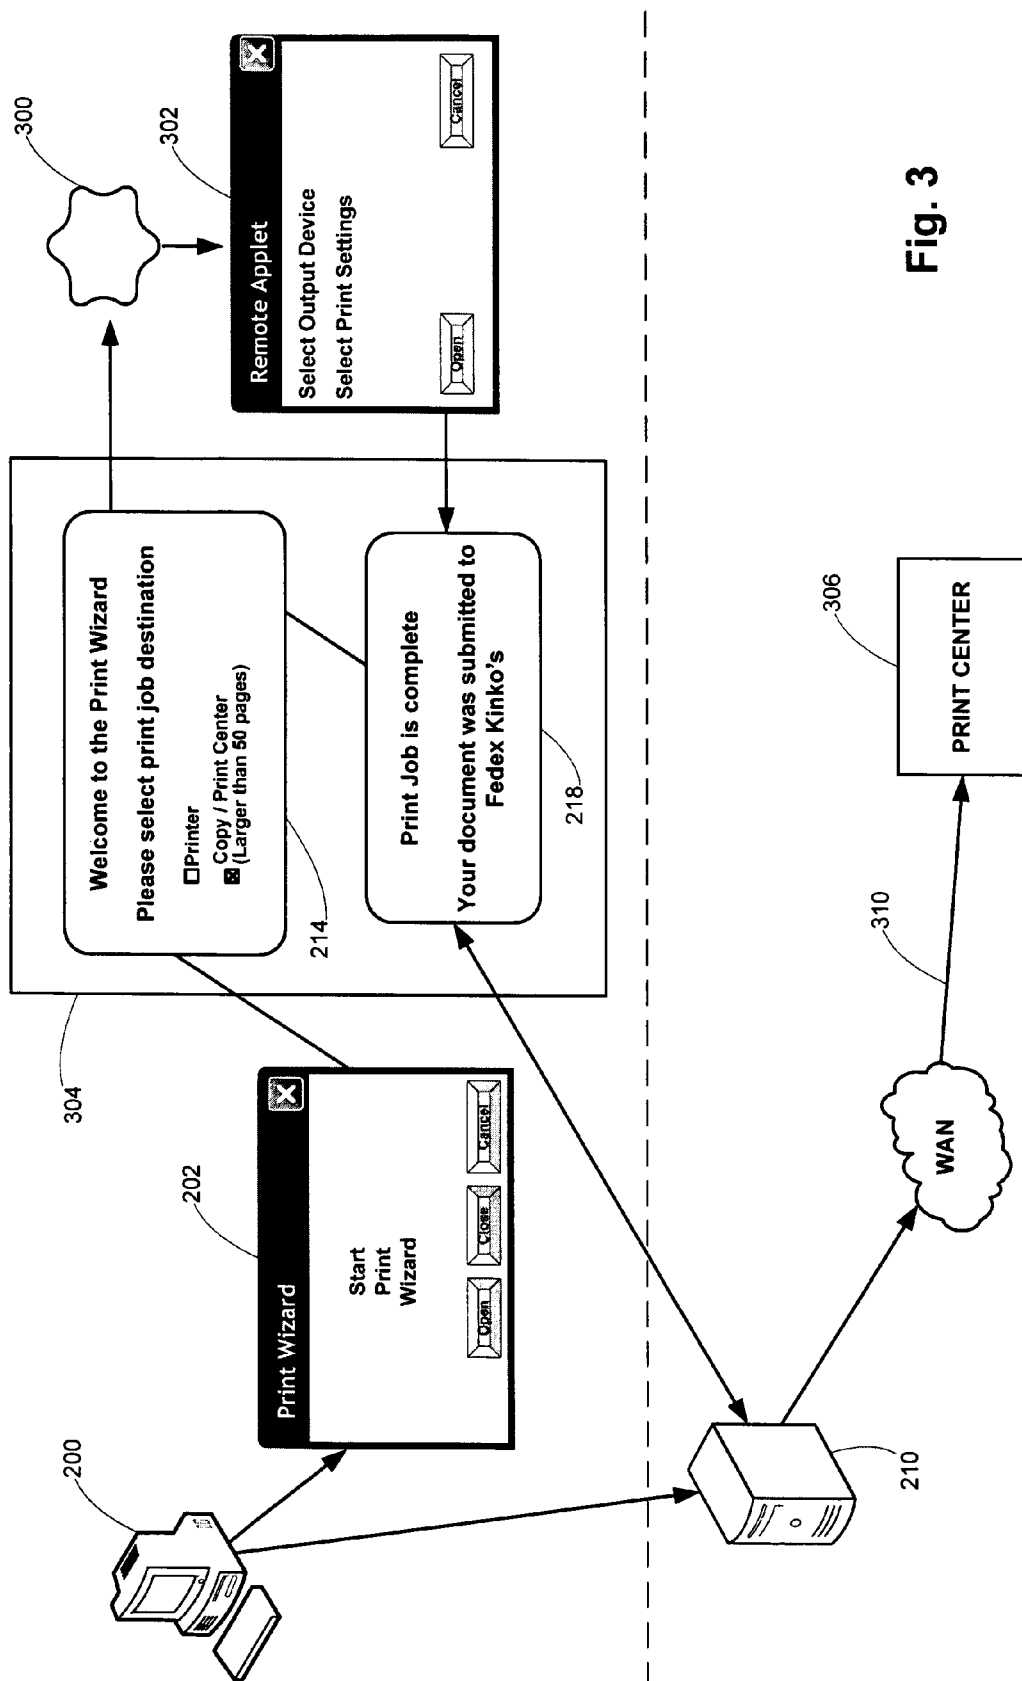 200
202
Print Wizard
Start
Print
Wizard
Open
Close
Cancel
304
Welcome to the Print Wizard
Please select print job destination
Printer
Copy / Print Center
(Larger than 50 pages)
214
Print Job is complete
Your document was submitted to
Fedex Kinko's
218
300
302
Remote Applet
Select Output Device
Select Print Settings
Open
Cancel
210
WAN
310
306
PRINT CENTER
Fig. 3